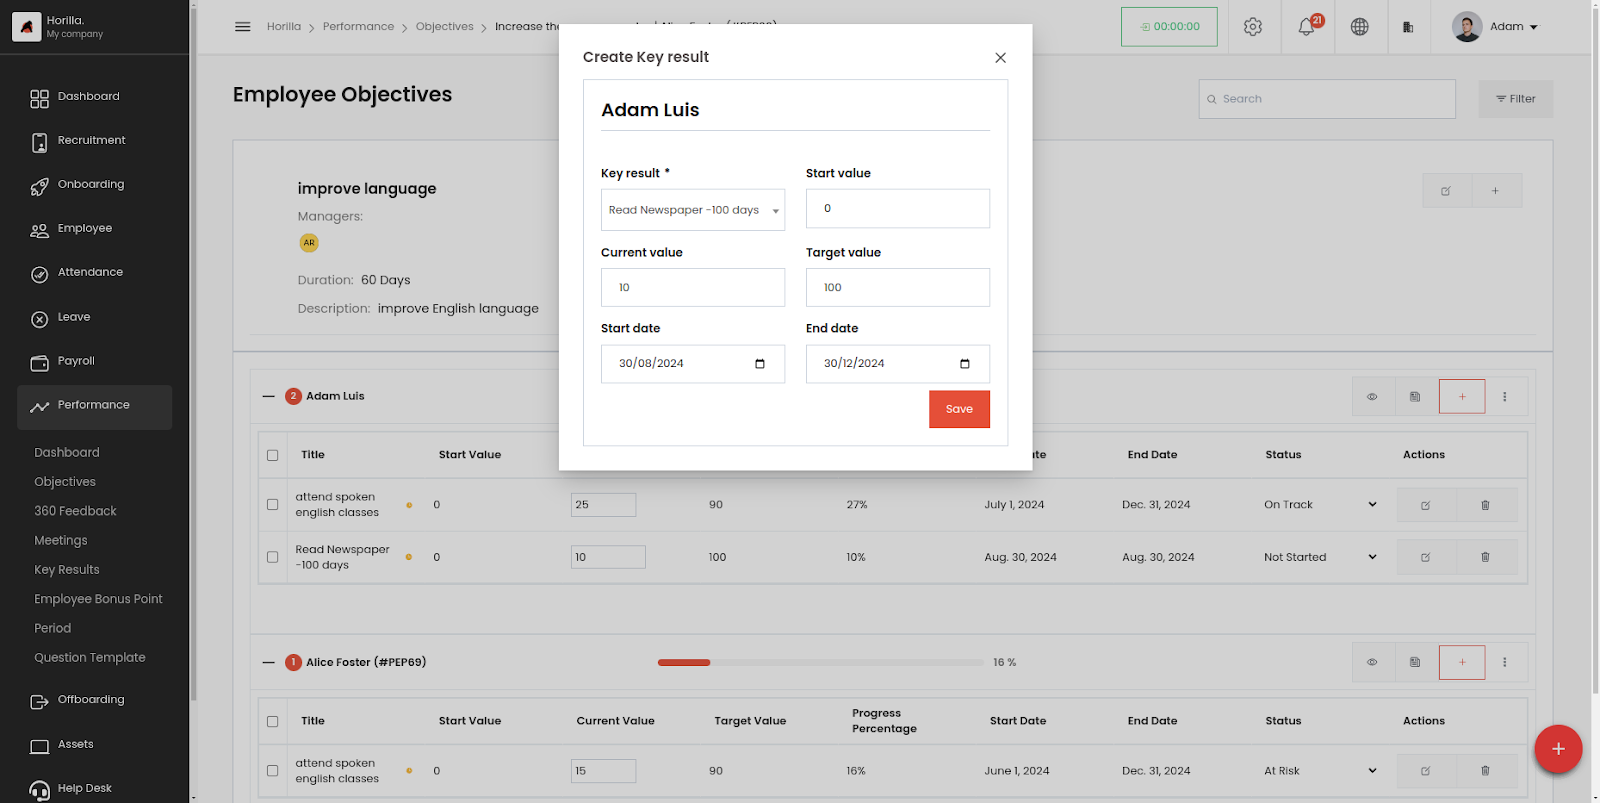 Horilla.
My company
Dashboard
Recruitment
Onboarding
Employee
Attendance
Leave
Payroll
Performance
Dashboard
Objectives
360 Feedback
Meetings
Key Results
Employee Bonus Point
Period
Question Template
Offboarding
Assets
Help Desk
Horilla > Performance > Objectives > Increase the
00:00:00
21
Adam
Employee Objectives
Search
Filter
improve language
Managers:
AR
Duration: 60 Days
Description: improve English language
Create Key result
Adam Luis
Key result *
Start value
Read Newspaper -100 days
0
Current value
Target value
10
100
Start date
End date
30/08/2024
30/12/2024
Save
2 Adam Luis
Title Start Value End Date Status Actions
attend spoken
english classes
0 25 90 27% July 1, 2024 Dec. 31, 2024 On Track
Read Newspaper
-100 days
0 10 100 10% Aug. 30, 2024 Aug. 30, 2024 Not Started
1 Alice Foster (#PEP69) 16 %
Title Start Value Current Value Target Value Progress Percentage Start Date End Date Status Actions
attend spoken
english classes
0 15 90 16% June 1, 2024 Dec. 31, 2024 At Risk